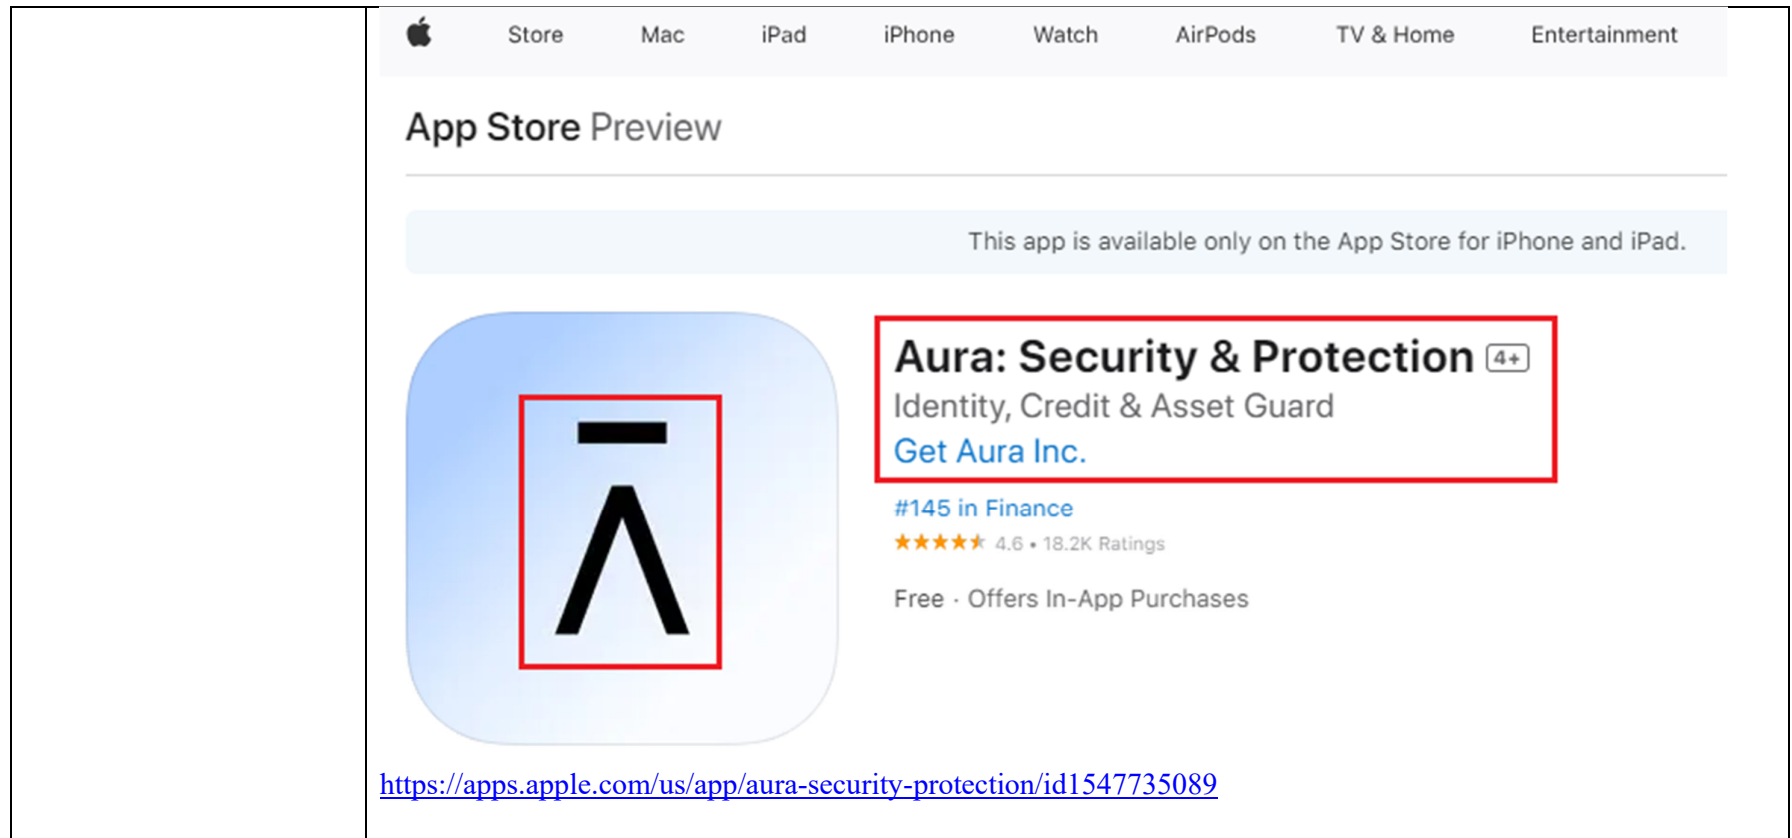 Store Mac iPad iPhone Watch AirPods TV & Home Entertainment
App Store Preview
This app is available only on the App Store for iPhone and iPad.
Aura: Security & Protection 4+
Identity, Credit & Asset Guard
Get Aura Inc.
#145 in Finance
4.6 • 18.2K Ratings
Free · Offers In-App Purchases
https://apps.apple.com/us/app/aura-security-protection/id1547735089